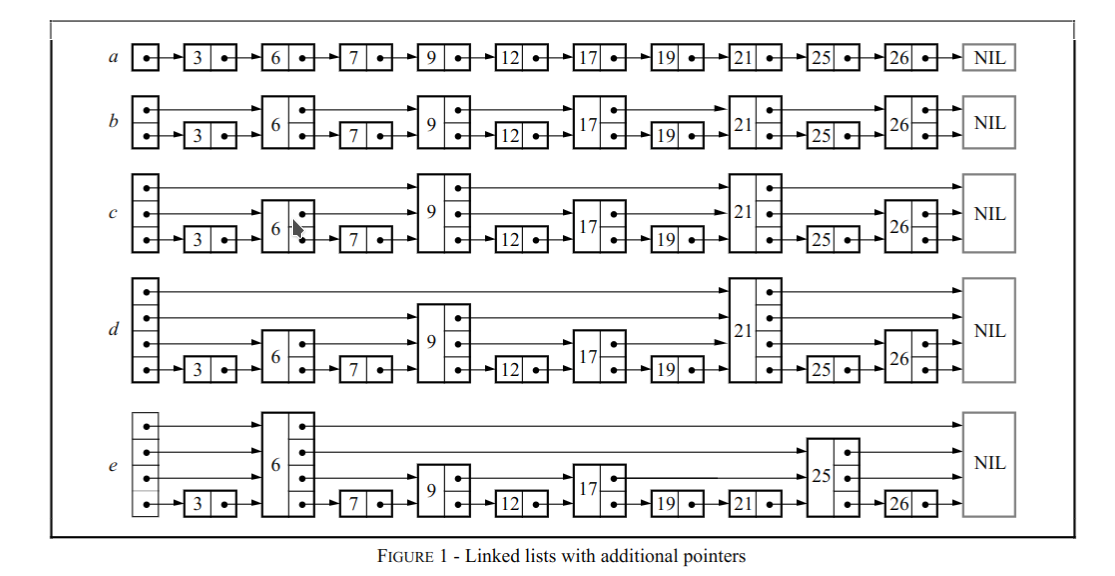 a 3 6 7 9 12 17 19 21 25 26 NIL
b 3 6 7 9 12 17 19 21 25 26 NIL
c 3 6 7 9 12 17 19 21 25 26 NIL
d 3 6 7 9 12 17 19 21 25 26 NIL
e 3 6 7 9 12 17 19 21 25 26 NIL
FIGURE 1 - Linked lists with additional pointers